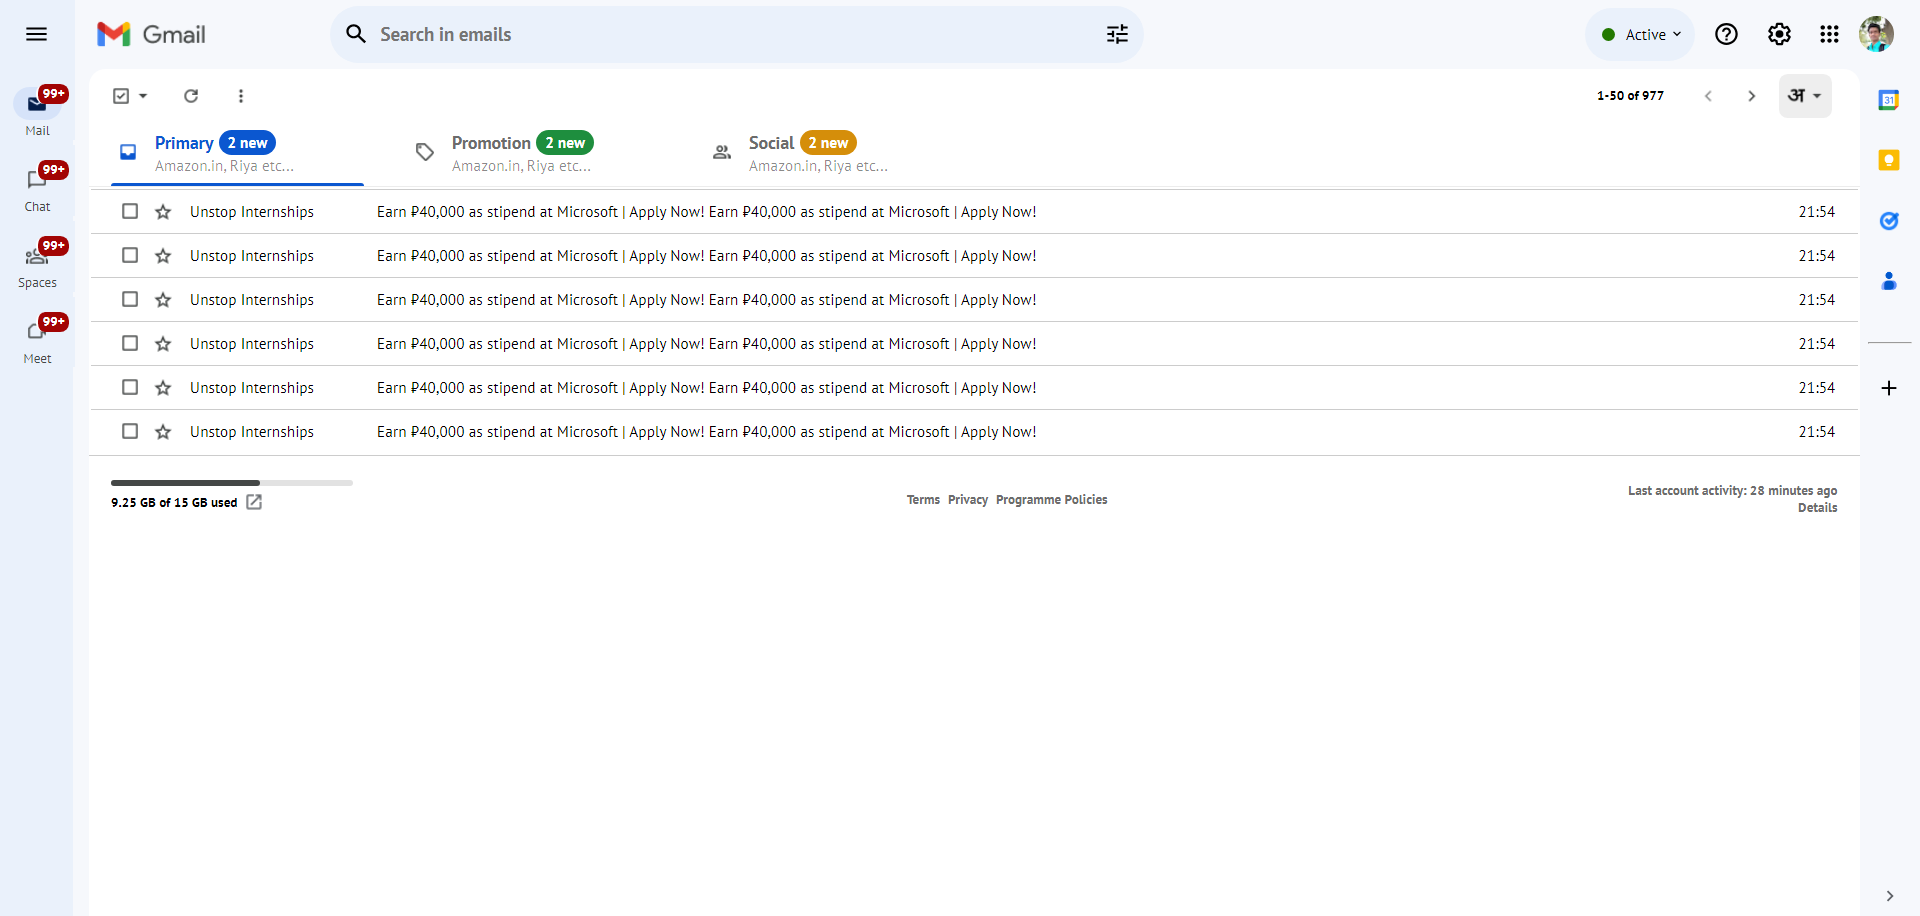 Gmail
Search in emails
Active
99+
Mail
99+
Chat
99+
Spaces
99+
Meet
1-50 of 977
अ
Primary 2 new
Amazon.in, Riya etc...
Promotion 2 new
Amazon.in, Riya etc...
Social 2 new
Amazon.in, Riya etc...
Unstop Internships Earn ₽40,000 as stipend at Microsoft | Apply Now! Earn ₽40,000 as stipend at Microsoft | Apply Now! 21:54
Unstop Internships Earn ₽40,000 as stipend at Microsoft | Apply Now! Earn ₽40,000 as stipend at Microsoft | Apply Now! 21:54
Unstop Internships Earn ₽40,000 as stipend at Microsoft | Apply Now! Earn ₽40,000 as stipend at Microsoft | Apply Now! 21:54
Unstop Internships Earn ₽40,000 as stipend at Microsoft | Apply Now! Earn ₽40,000 as stipend at Microsoft | Apply Now! 21:54
Unstop Internships Earn ₽40,000 as stipend at Microsoft | Apply Now! Earn ₽40,000 as stipend at Microsoft | Apply Now! 21:54
Unstop Internships Earn ₽40,000 as stipend at Microsoft | Apply Now! Earn ₽40,000 as stipend at Microsoft | Apply Now! 21:54
9.25 GB of 15 GB used
Terms Privacy Programme Policies
Last account activity: 28 minutes ago
Details
31